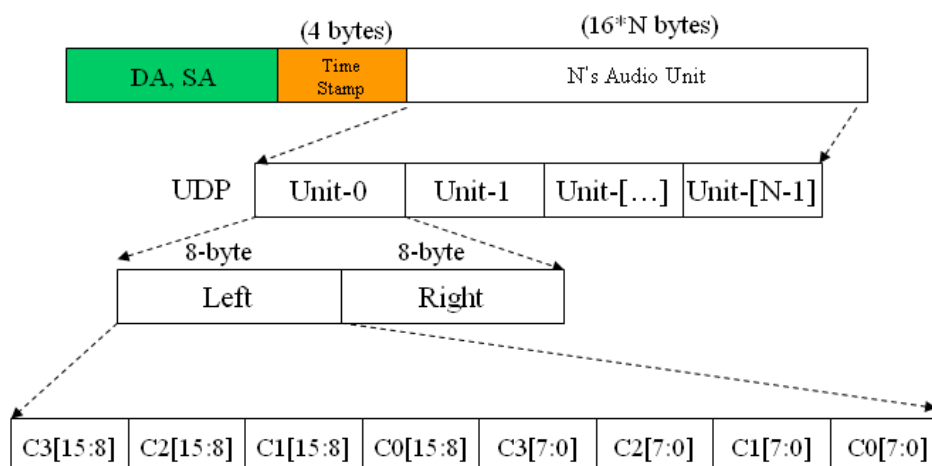 (4 bytes) (16*N bytes)
DA, SA
Time
Stamp
N's Audio Unit
UDP
Unit-0 Unit-1 Unit-[...] Unit-[N-1]
8-byte 8-byte
Left Right
C3[15:8] C2[15:8] C1[15:8] C0[15:8] C3[7:0] C2[7:0] C1[7:0] C0[7:0]